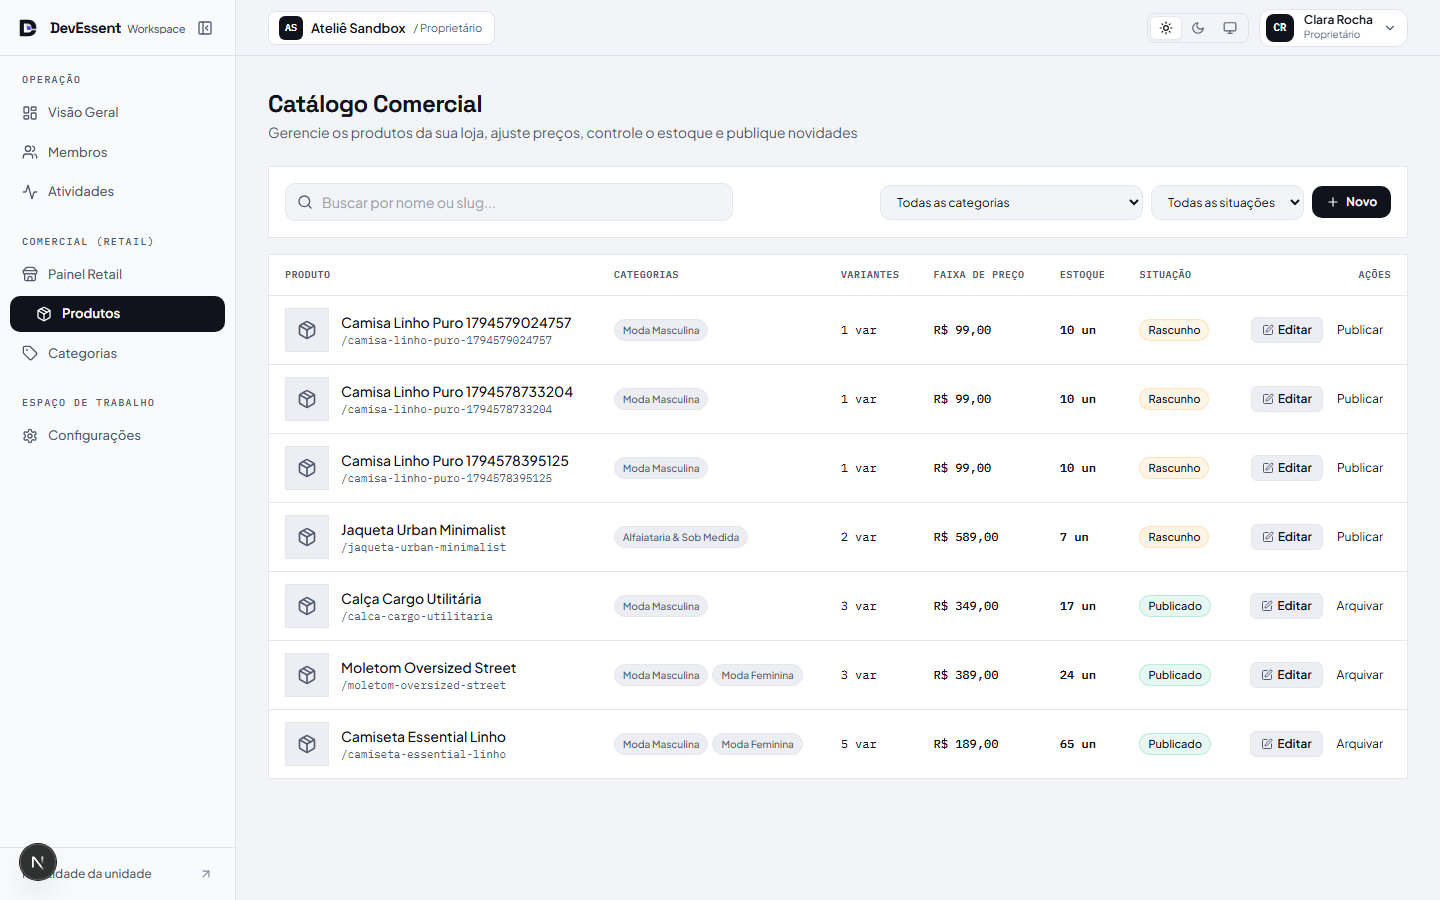 DevEssent Workspace
AS Ateliê Sandbox / Proprietário
CR Clara Rocha
Proprietário
OPERAÇÃO
Visão Geral
Membros
Atividades
COMERCIAL (RETAIL)
Painel Retail
Produtos
Categorias
ESPAÇO DE TRABALHO
Configurações
N idade da unidade
Catálogo Comercial
Gerencie os produtos da sua loja, ajuste preços, controle o estoque e publique novidades
Buscar por nome ou slug... Todas as categorias Todas as situações + Novo
PRODUTO CATEGORIAS VARIANTES FAIXA DE PREÇO ESTOQUE SITUAÇÃO AÇÕES
Camisa Linho Puro 1794579024757
/camisa-linho-puro-1794579024757
Moda Masculina 1 var R$ 99,00 10 un Rascunho Editar Publicar
Camisa Linho Puro 1794578733204
/camisa-linho-puro-1794578733204
Moda Masculina 1 var R$ 99,00 10 un Rascunho Editar Publicar
Camisa Linho Puro 1794578395125
/camisa-linho-puro-1794578395125
Moda Masculina 1 var R$ 99,00 10 un Rascunho Editar Publicar
Jaqueta Urban Minimalist
/jaqueta-urban-minimalist
Alfaiataria & Sob Medida 2 var R$ 589,00 7 un Rascunho Editar Publicar
Calça Cargo Utilitária
/calca-cargo-utilitaria
Moda Masculina 3 var R$ 349,00 17 un Publicado Editar Arquivar
Moletom Oversized Street
/moletom-oversized-street
Moda Masculina Moda Feminina 3 var R$ 389,00 24 un Publicado Editar Arquivar
Camiseta Essential Linho
/camiseta-essential-linho
Moda Masculina Moda Feminina 5 var R$ 189,00 65 un Publicado Editar Arquivar